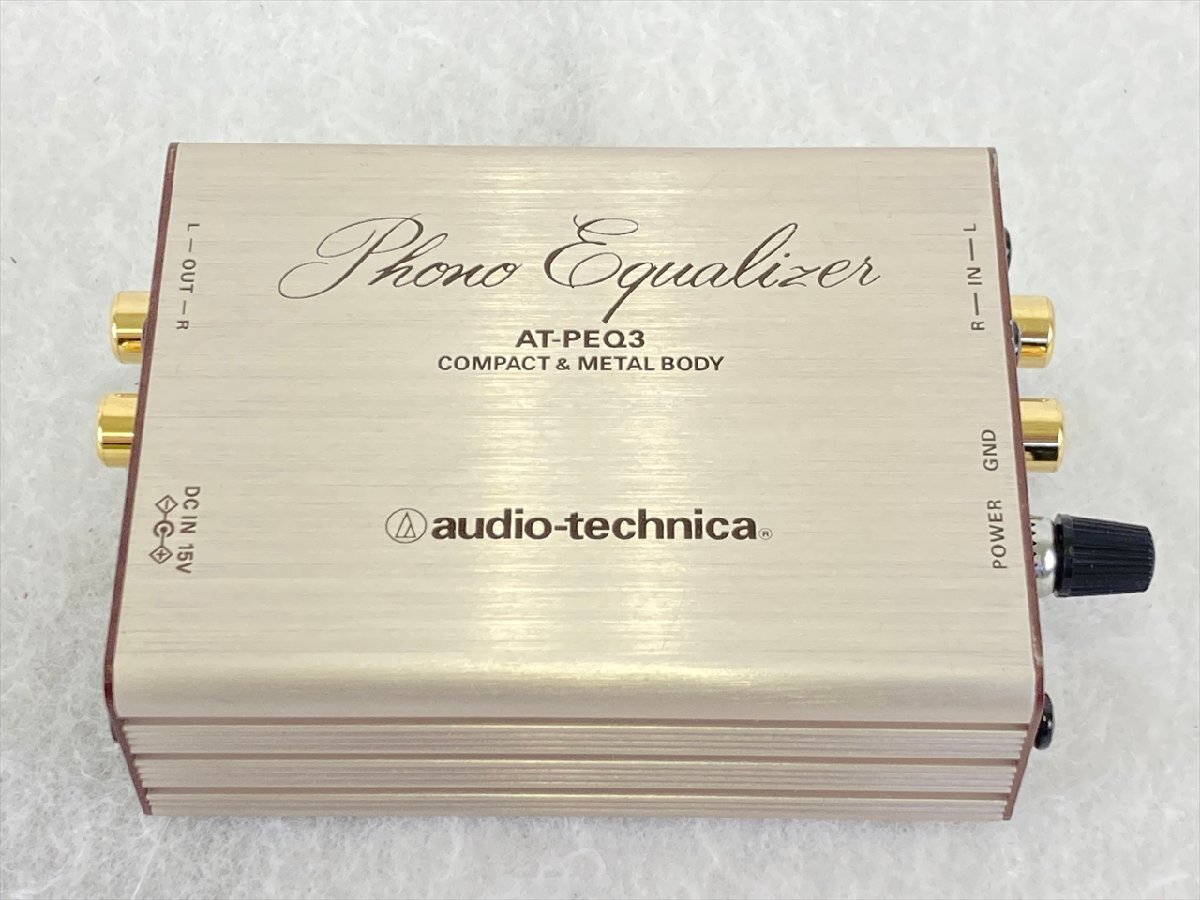 Phono Equalizer
AT-PEQ3
COMPACT & METAL BODY
audio-technica®
L — OUT — R
DC IN 15V
- C +
R — IN — L
GND
POWER